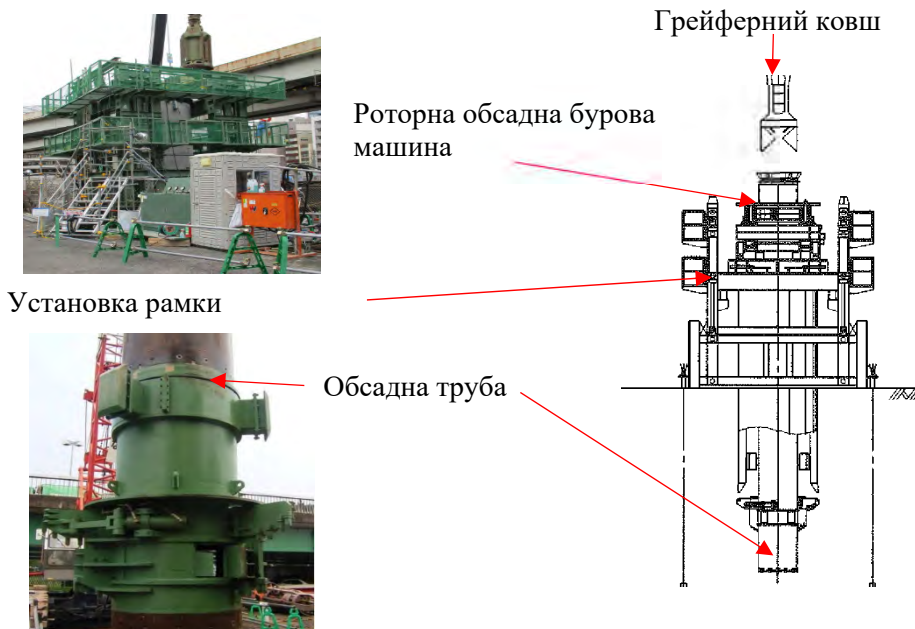 Грейферний ковш
Роторна обсадна бурова
машина
Установка рамки
Обсадна труба